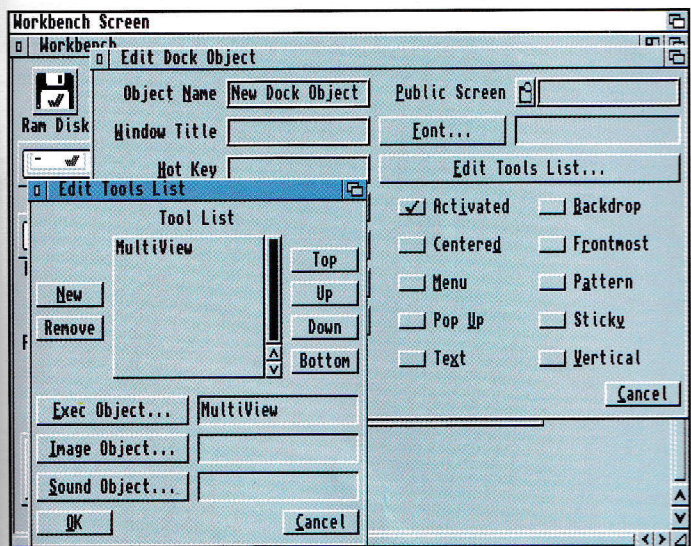 Workbench Screen
Workbench
Edit Dock Object
Ram Disk
Object Name
New Dock Object
Public Screen
Window Title
Font...
Hot Key
Edit Tools List...
Activated
Backdrop
Centered
Frontmost
Menu
Pattern
Pop Up
Sticky
Text
Vertical
Cancel
Edit Tools List
Tool List
MultiView
New
Remove
Top
Up
Down
Bottom
Exec Object...
MultiView
Image Object...
Sound Object...
OK
Cancel